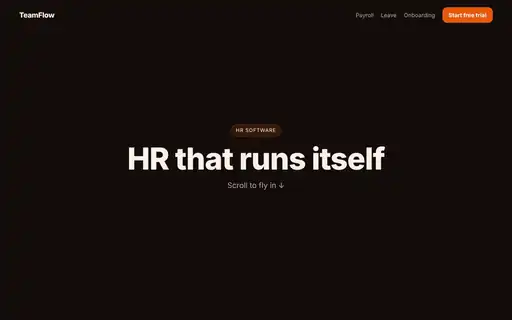 TeamFlow
Payroll Leave Onboarding Start free trial
HR SOFTWARE
HR that runs itself
Scroll to fly in ↓